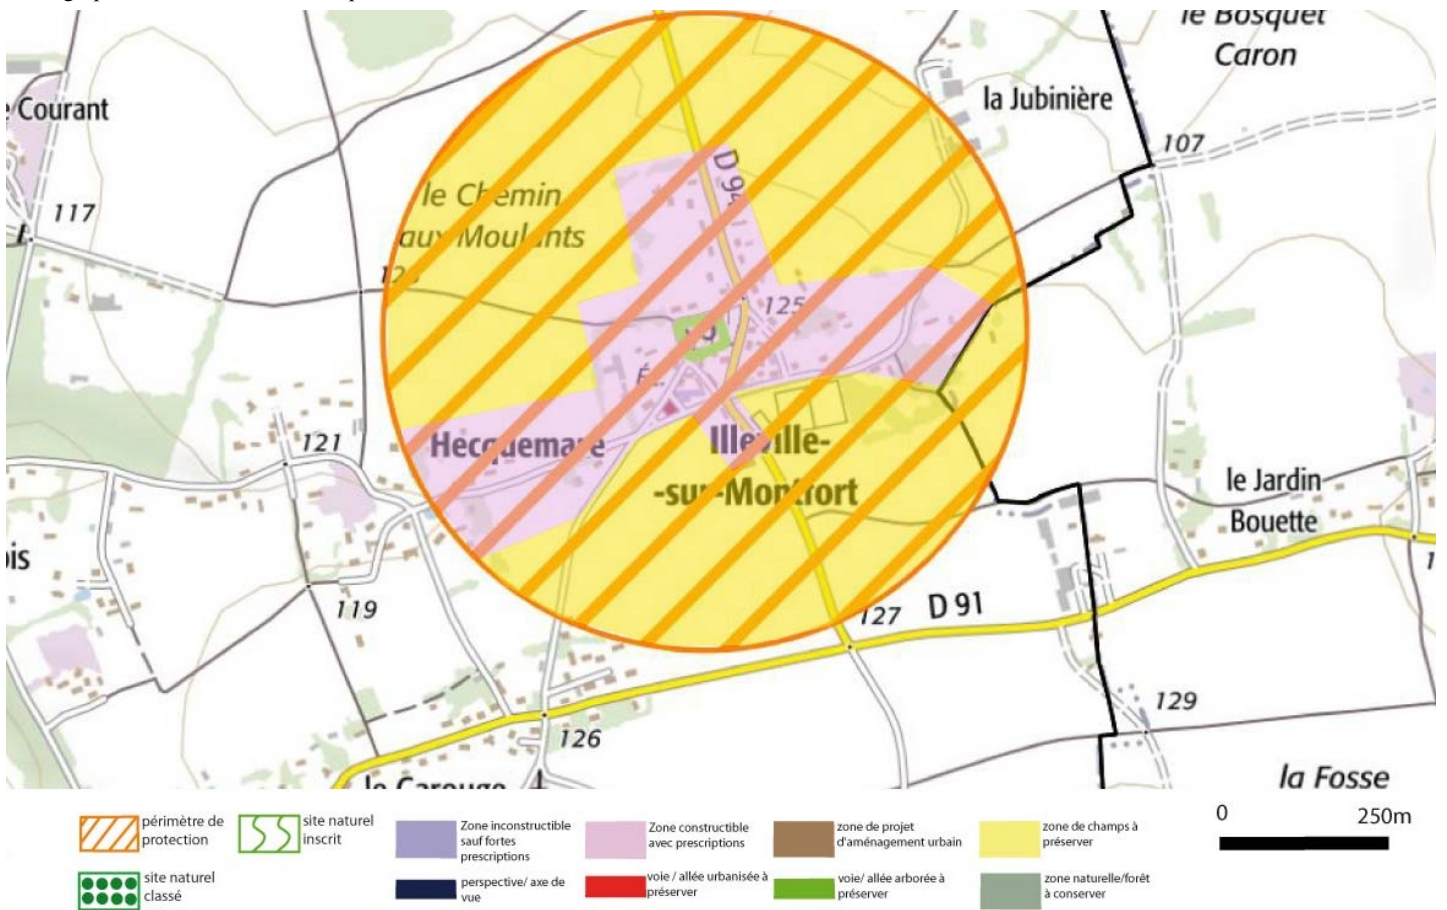 le Bosquet
Caron
la Jubinière
Courant
107
117
le Chemin
aux Moulants
D 94
125
Hecquemare
Illeville-
-sur-Montfort
121
le Jardin
Bouette
119
127
D 91
129
126
la Fosse
le Carouge
0
250m
périmètre de
protection
site naturel
inscrit
Zone inconstructible
sauf fortes
prescriptions
Zone constructible
avec prescriptions
zone de projet
d'aménagement urbain
zone de champs à
préserver
site naturel
classé
perspective/ axe de
vue
voie / allée urbanisée à
préserver
voie/ allée arborée à
préserver
zone naturelle/forêt
à conserver